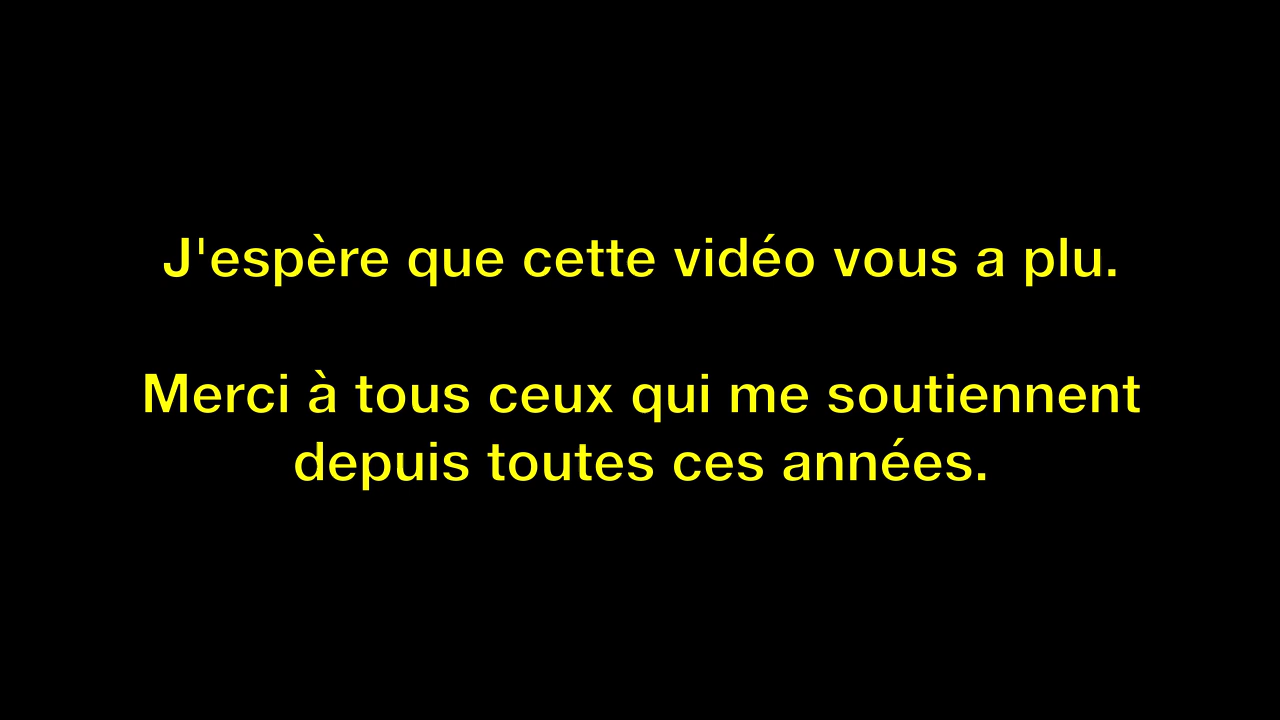 J'espère que cette vidéo vous a plu.
Merci à tous ceux qui me soutiennent
depuis toutes ces années.